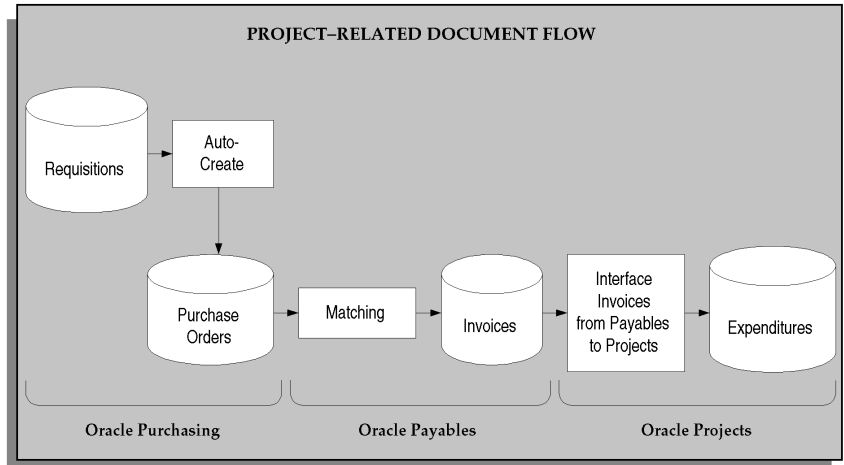 PROJECT–RELATED DOCUMENT FLOW
Requisitions
Auto-
Create
Purchase
Orders
Matching
Invoices
Interface
Invoices
from Payables
to Projects
Expenditures
Oracle Purchasing
Oracle Payables
Oracle Projects